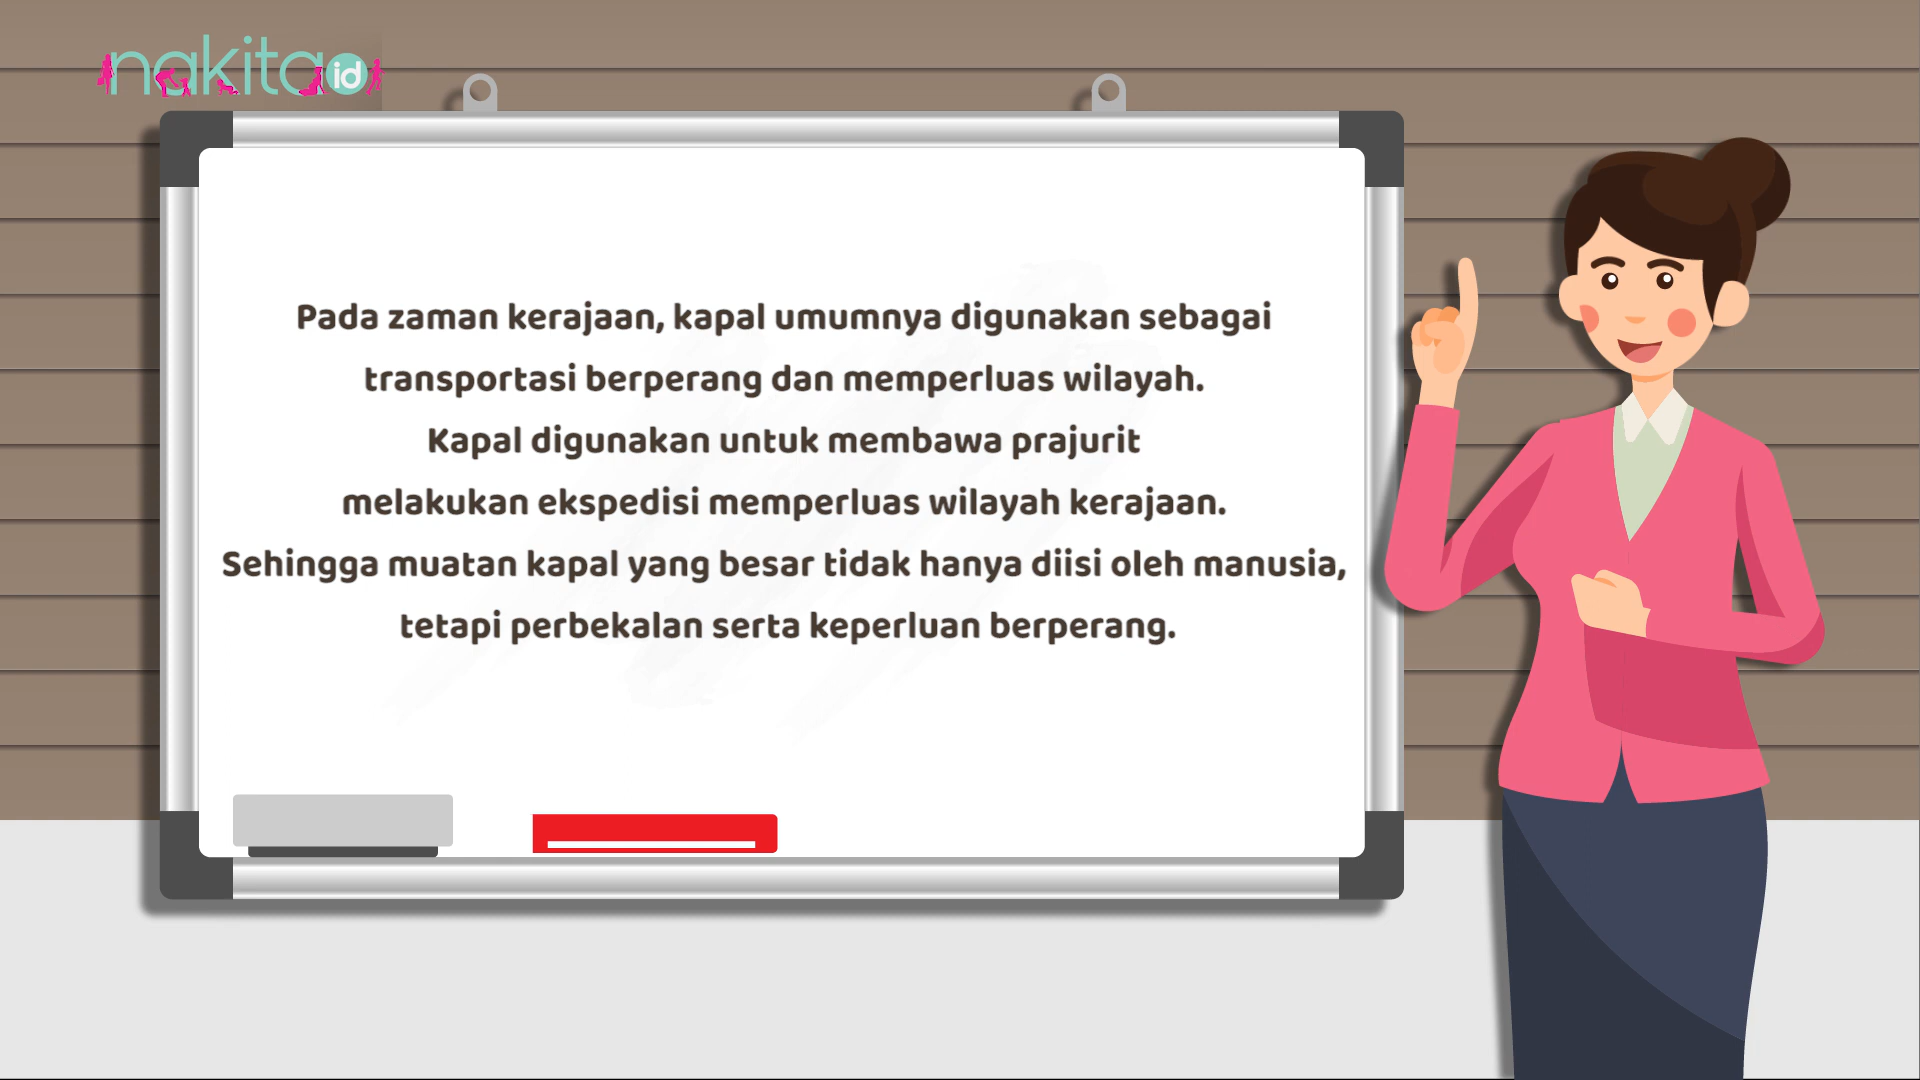 nakita id
Pada zaman kerajaan, kapal umumnya digunakan sebagai
transportasi berperang dan memperluas wilayah.
Kapal digunakan untuk membawa prajurit
melakukan ekspedisi memperluas wilayah kerajaan.
Sehingga muatan kapal yang besar tidak hanya diisi oleh manusia,
tetapi perbekalan serta keperluan berperang.